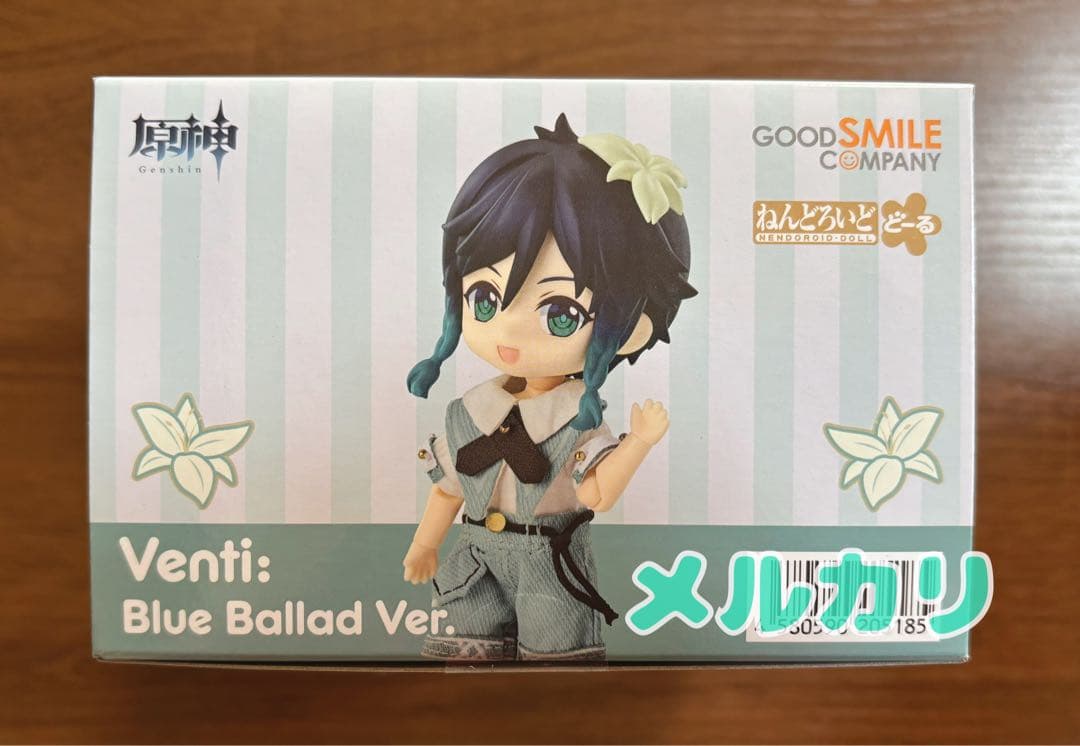 原神
Genshin
GOOD SMILE
COMPANY
ねんどろいど どーる
NENDOROID·DOLL
Venti:
Blue Ballad Ver.
メルカリ
205185